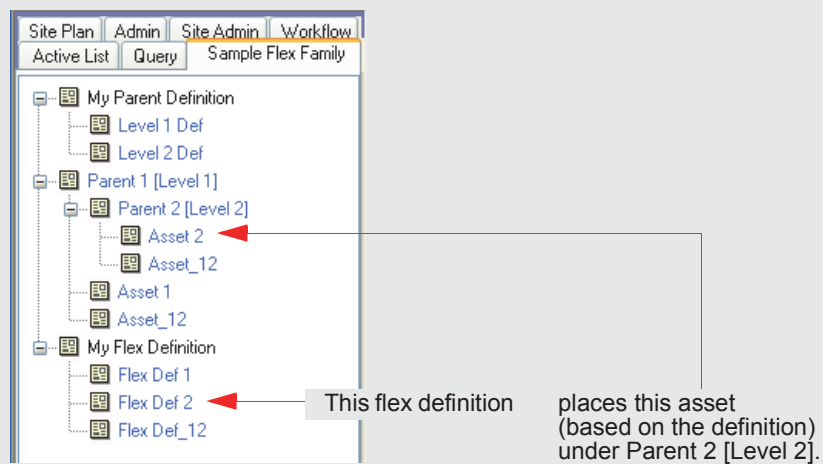 Site Plan Admin Site Admin Workflow
Active List Query Sample Flex Family
My Parent Definition
Level 1 Def
Level 2 Def
Parent 1 [Level 1]
Parent 2 [Level 2]
Asset 2
Asset_12
Asset 1
Asset_12
My Flex Definition
Flex Def 1
Flex Def 2
Flex Def_12
This flex definition
places this asset
(based on the definition)
under Parent 2 [Level 2].